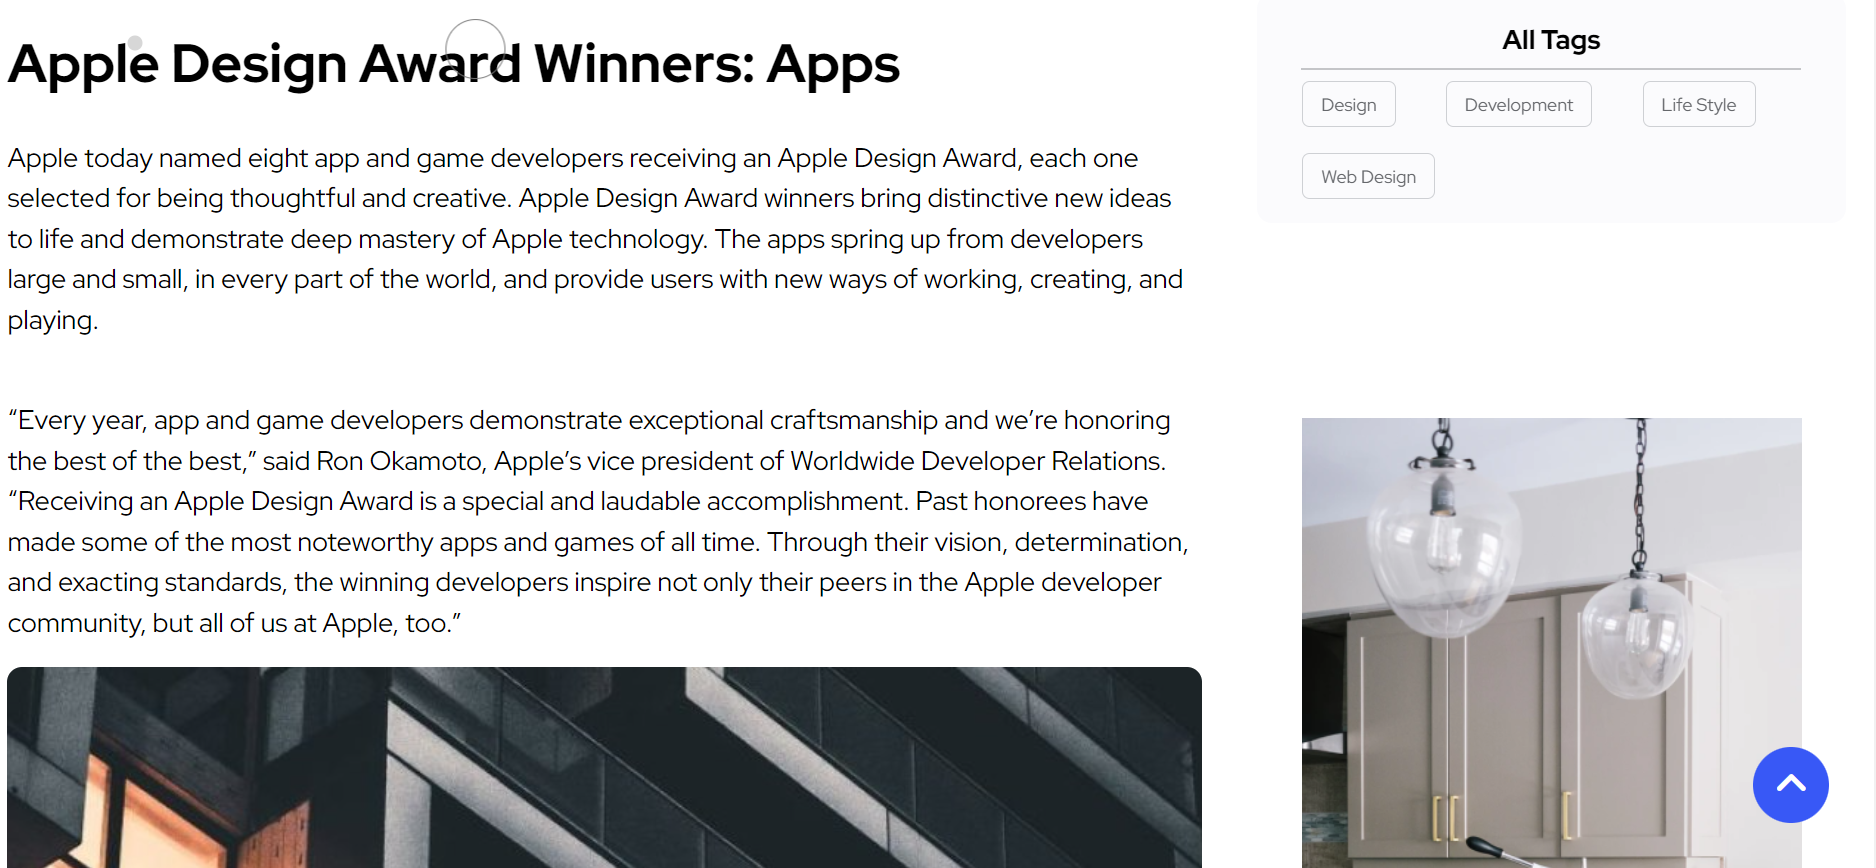 Apple Design Award Winners: Apps
Apple today named eight app and game developers receiving an Apple Design Award, each one
selected for being thoughtful and creative. Apple Design Award winners bring distinctive new ideas
to life and demonstrate deep mastery of Apple technology. The apps spring up from developers
large and small, in every part of the world, and provide users with new ways of working, creating, and
playing.
“Every year, app and game developers demonstrate exceptional craftsmanship and we’re honoring
the best of the best,” said Ron Okamoto, Apple’s vice president of Worldwide Developer Relations.
“Receiving an Apple Design Award is a special and laudable accomplishment. Past honorees have
made some of the most noteworthy apps and games of all time. Through their vision, determination,
and exacting standards, the winning developers inspire not only their peers in the Apple developer
community, but all of us at Apple, too.”
All Tags
Design
Development
Life Style
Web Design